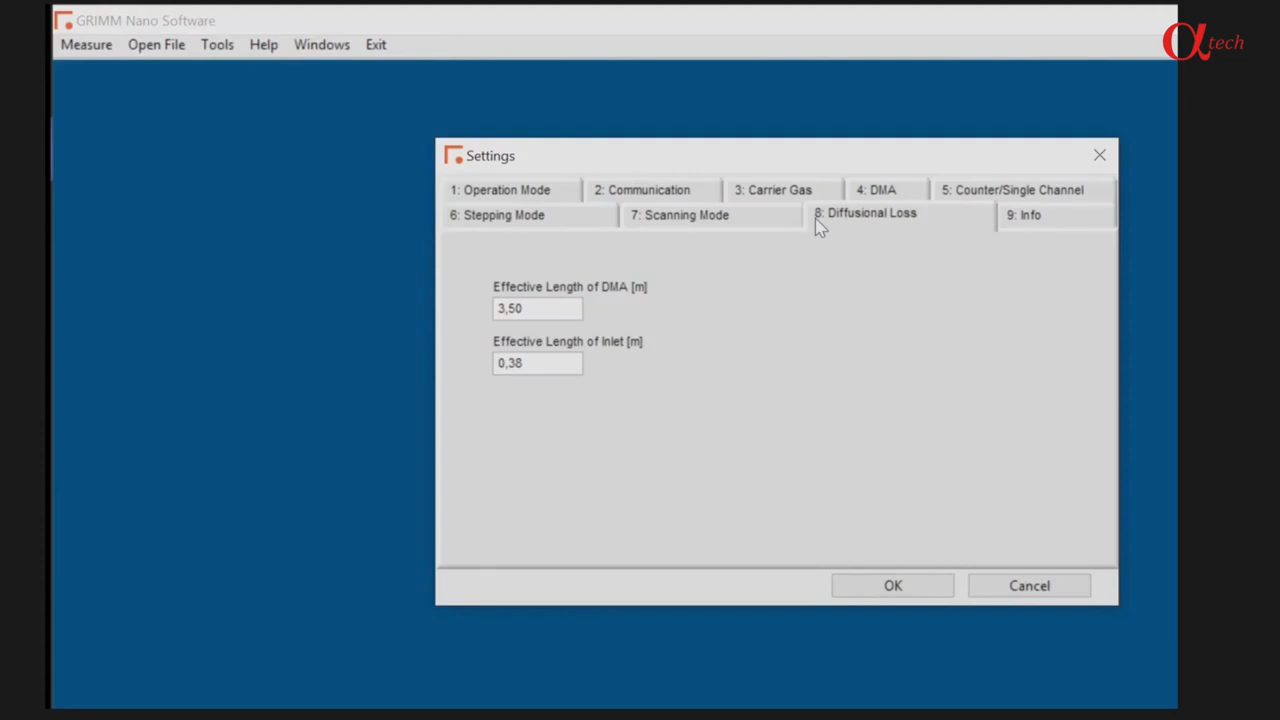 GRIMM Nano Software
α tech
Measure Open File Tools Help Windows Exit
Settings
1: Operation Mode 2: Communication 3: Carrier Gas 4: DMA 5: Counter/Single Channel
6: Stepping Mode 7: Scanning Mode 8: Diffusional Loss 9: Info
Effective Length of DMA [m]
3,50
Effective Length of Inlet [m]
0,38
OK Cancel